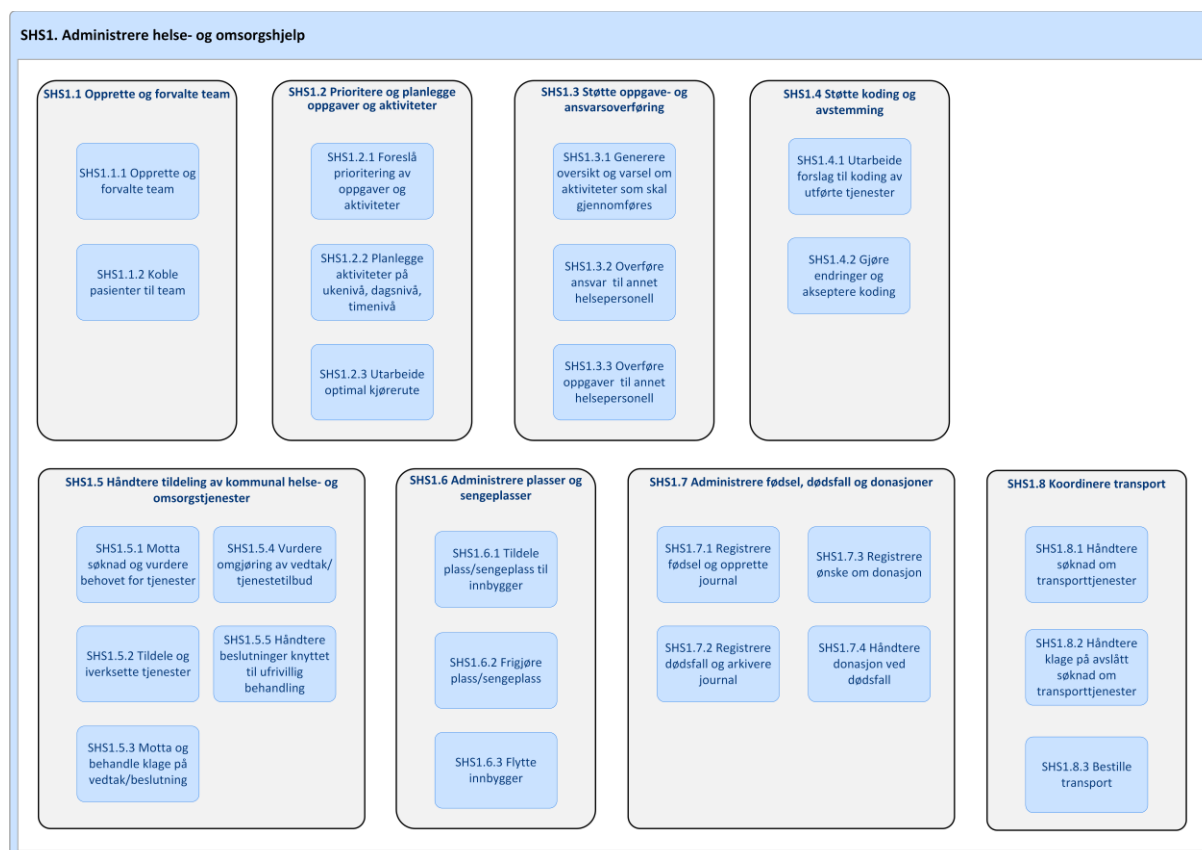 SHS1. Administrere helse- og omsorgshjelp
SHS1.1 Opprette og forvalte team
SHS1.1.1 Opprette og
forvalte team
SHS1.1.2 Koble
pasienter til team
SHS1.2 Prioritere og planlegge
oppgaver og aktiviteter
SHS1.2.1 Foreslå
prioritering av
oppgaver og
aktiviteter
SHS1.2.2 Planlegge
aktiviteter på
ukenivå, dagsnivå,
timenivå
SHS1.2.3 Utarbeide
optimal kjørerute
SHS1.3 Støtte oppgave- og
ansvarsoverføring
SHS1.3.1 Generere
oversikt og varsel om
aktiviteter som skal
gjennomføres
SHS1.3.2 Overføre
ansvar til annet
helsepersonell
SHS1.3.3 Overføre
oppgaver til annet
helsepersonell
SHS1.4 Støtte koding og
avstemming
SHS1.4.1 Utarbeide
forslag til koding av
utførte tjenester
SHS1.4.2 Gjøre
endringer og
akseptere koding
SHS1.5 Håndtere tildeling av kommunal helse- og
omsorgstjenester
SHS1.5.1 Motta
søknad og vurdere
behovet for tjenester
SHS1.5.2 Tildele og
iverksette tjenester
SHS1.5.3 Motta og
behandle klage på
vedtak/beslutning
SHS1.5.4 Vurdere
omgjøring av vedtak/
tjenestetilbud
SHS1.5.5 Håndtere
beslutninger knyttet
til ufrivillig
behandling
SHS1.6 Administrere plasser og
sengeplasser
SHS1.6.1 Tildele
plass/sengeplass til
innbygger
SHS1.6.2 Frigjøre
plass/sengeplass
SHS1.6.3 Flytte
innbygger
SHS1.7 Administrere fødsel, dødsfall og donasjoner
SHS1.7.1 Registrere
fødsel og opprette
journal
SHS1.7.2 Registrere
dødsfall og arkivere
journal
SHS1.7.3 Registrere
ønske om donasjon
SHS1.7.4 Håndtere
donasjon ved
dødsfall
SHS1.8 Koordinere transport
SHS1.8.1 Håndtere
søknad om
transporttjenester
SHS1.8.2 Håndtere
klage på avslått
søknad om
transporttjenester
SHS1.8.3 Bestille
transport